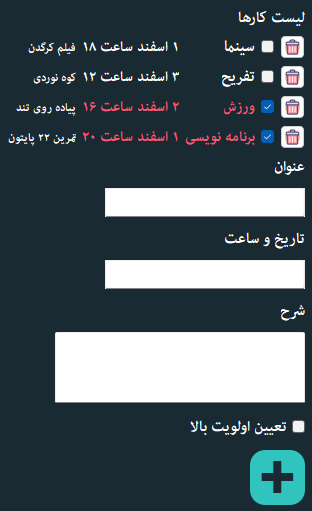 لیست کارها
سینما ۱ اسفند ساعت ۱۸ فیلم کرگدن
تفریح ۳ اسفند ساعت ۱۲ کوه نوردی
ورزش ۲ اسفند ساعت ۱۶ پیاده روی تند
برنامه نویسی ۱ اسفند ساعت ۲۰ تمرین ۲۲ پایتون
عنوان
تاریخ و ساعت
شرح
تعیین اولویت بالا